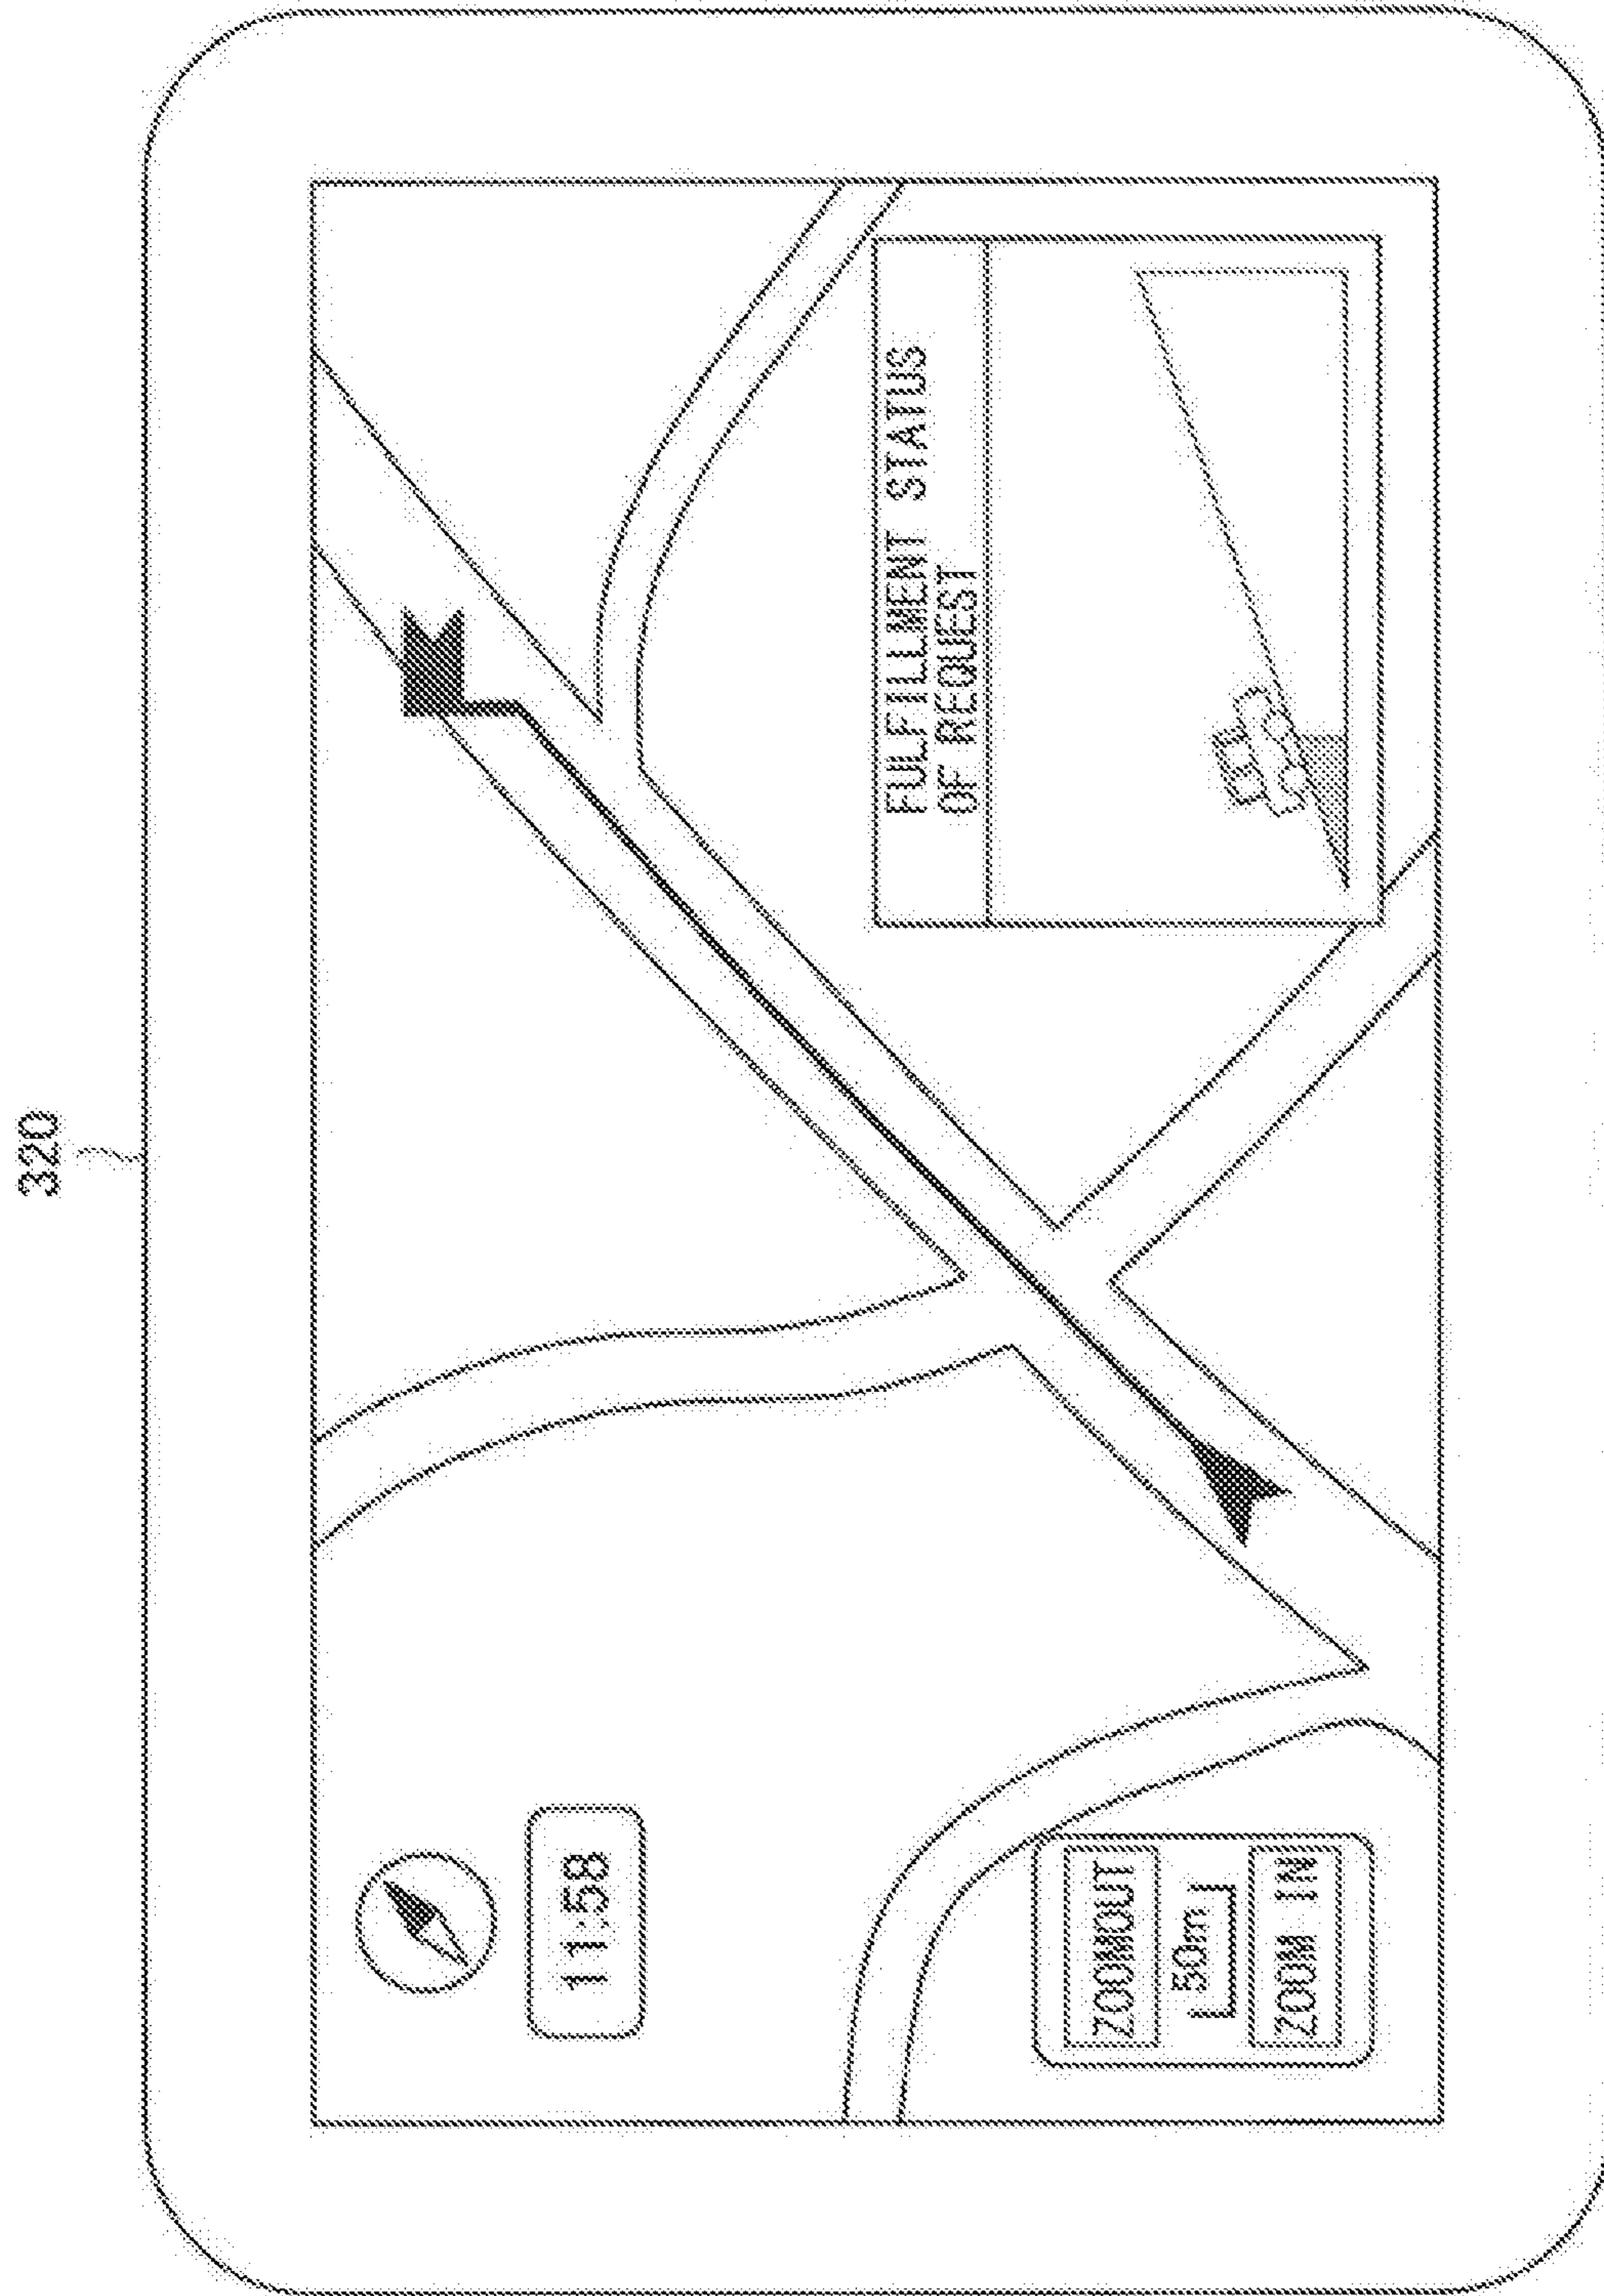 320
11:58
FULFILLMENT STATUS
OF REQUEST
ZOOMOUT
50m
ZOOM IN